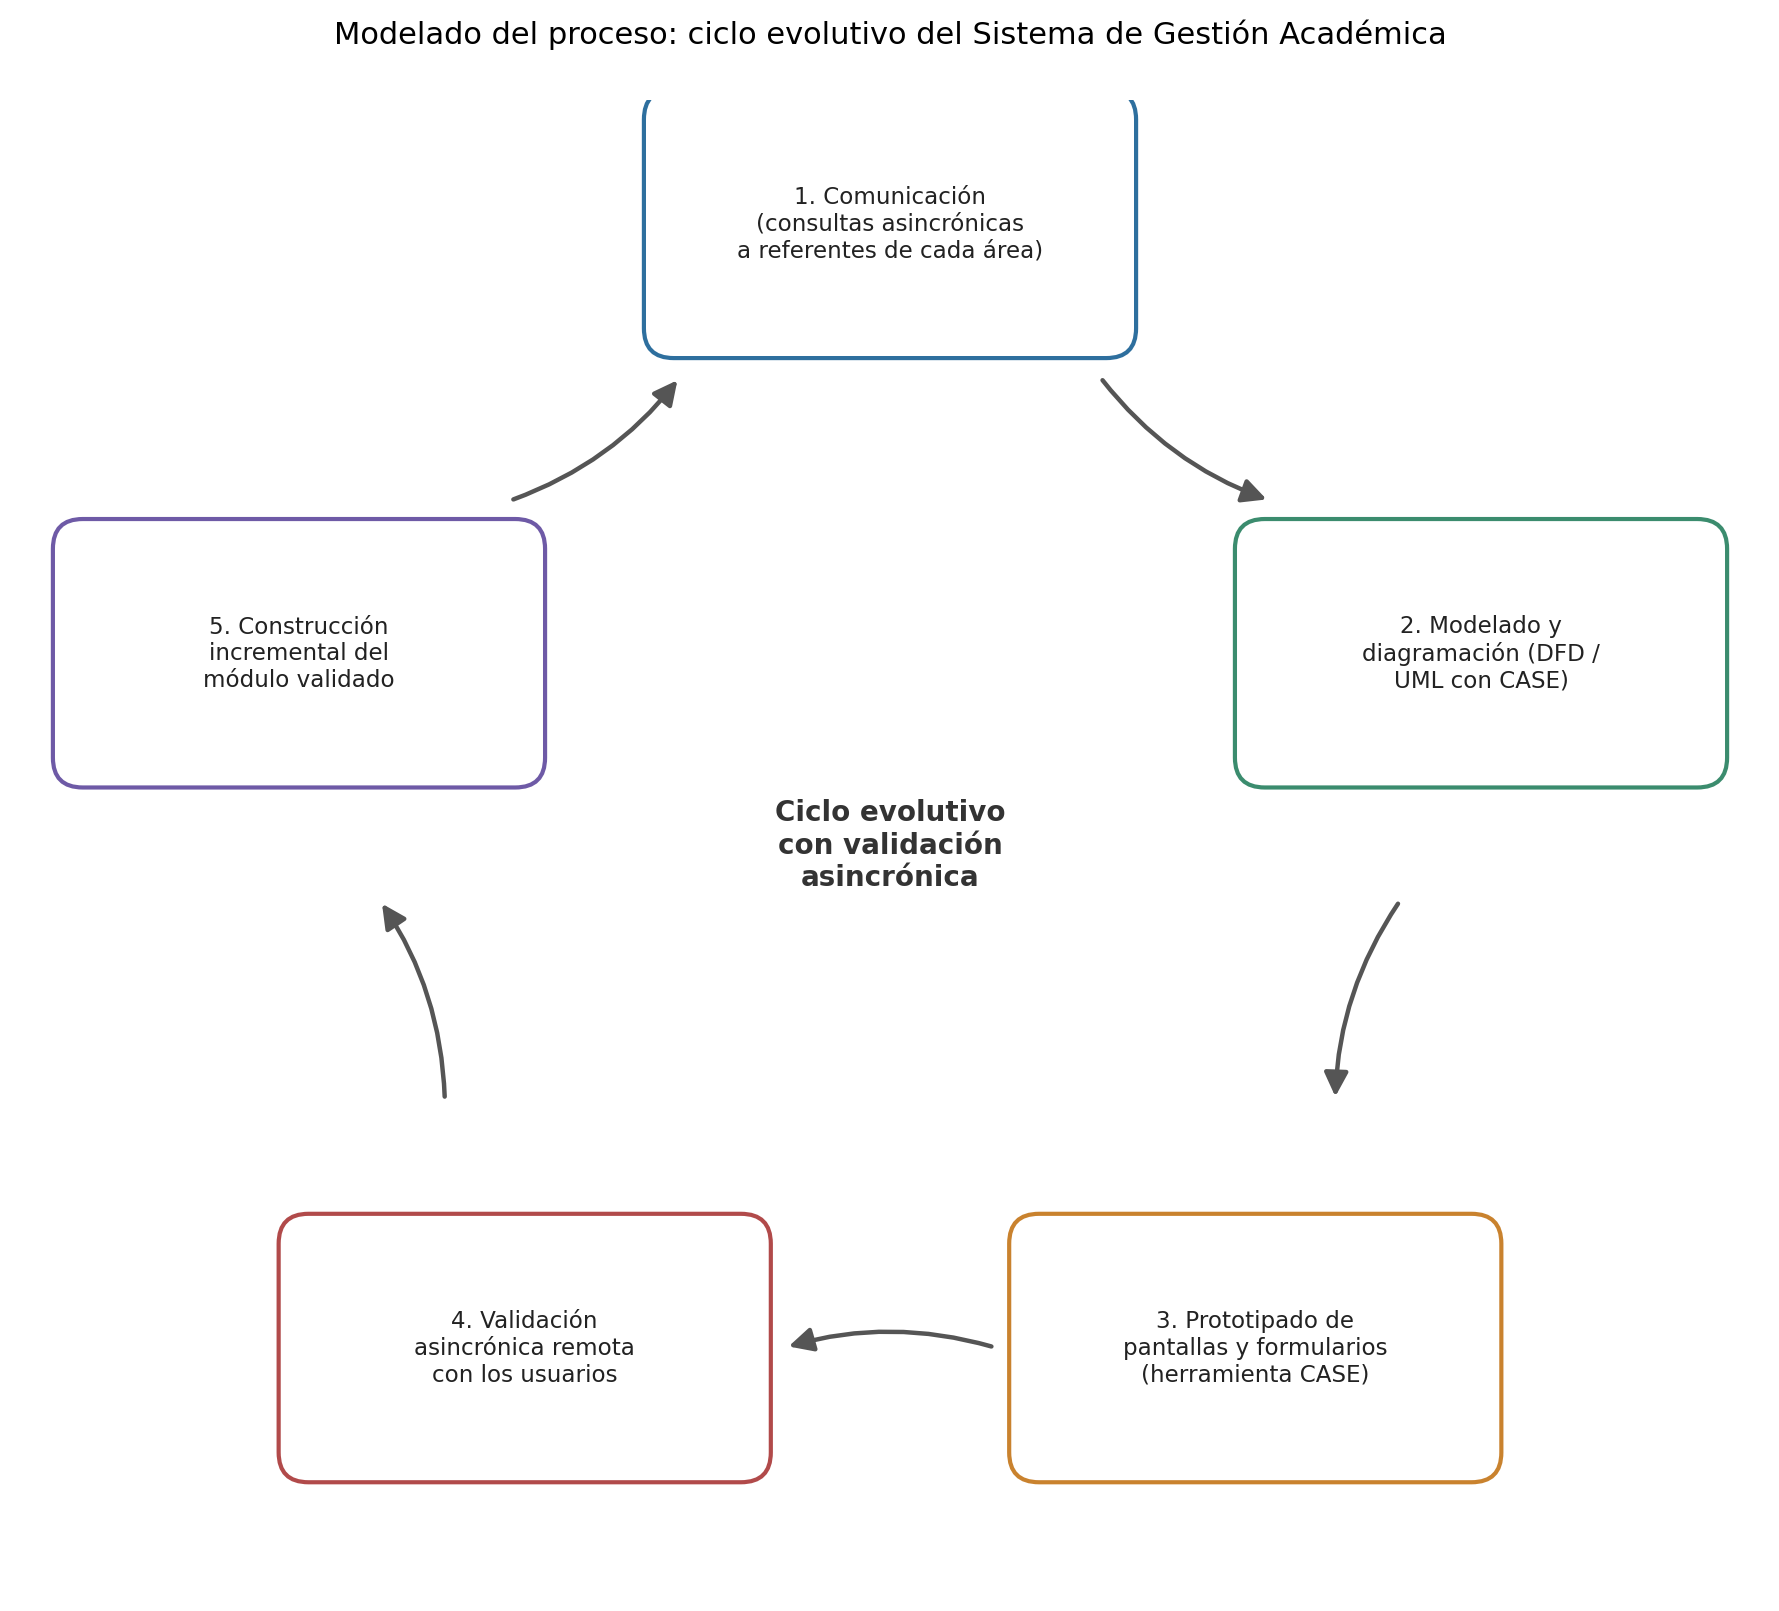 Modelado del proceso: ciclo evolutivo del Sistema de Gestión Académica
1. Comunicación
(consultas asincrónicas
a referentes de cada área)
2. Modelado y
diagramación (DFD /
UML con CASE)
3. Prototipado de
pantallas y formularios
(herramienta CASE)
4. Validación
asincrónica remota
con los usuarios
5. Construcción
incremental del
módulo validado
Ciclo evolutivo
con validación
asincrónica